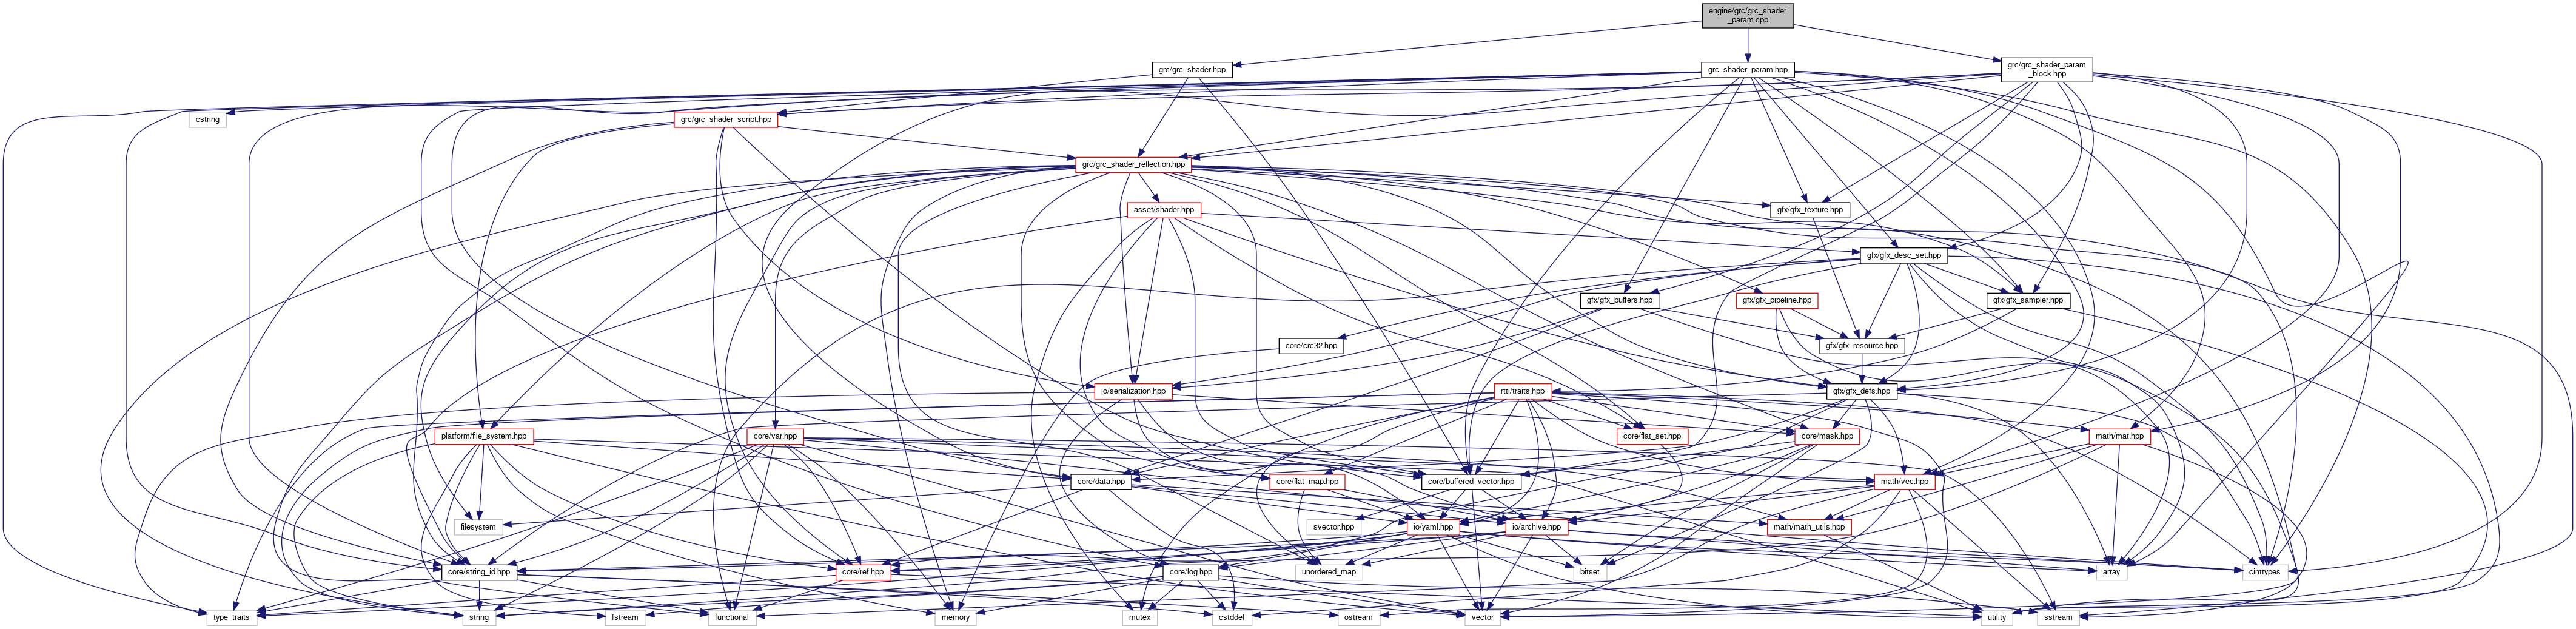 engine/grc/grc_shader
_param.cpp
grc/grc_shader.hpp
grc_shader_param.hpp
grc/grc_shader_param
_block.hpp
cstring
grc/grc_shader_script.hpp
grc/grc_shader_reflection.hpp
asset/shader.hpp
gfx/gfx_texture.hpp
gfx/gfx_desc_set.hpp
gfx/gfx_buffers.hpp
gfx/gfx_pipeline.hpp
gfx/gfx_sampler.hpp
core/crc32.hpp
gfx/gfx_resource.hpp
io/serialization.hpp
rtti/traits.hpp
gfx/gfx_defs.hpp
platform/file_system.hpp
core/var.hpp
core/flat_set.hpp
core/mask.hpp
math/mat.hpp
core/data.hpp
core/flat_map.hpp
core/buffered_vector.hpp
math/vec.hpp
filesystem
svector.hpp
io/yaml.hpp
io/archive.hpp
math/math_utils.hpp
core/string_id.hpp
core/ref.hpp
core/log.hpp
unordered_map
bitset
array
cinttypes
type_traits
string
fstream
functional
memory
mutex
cstddef
ostream
vector
utility
sstream